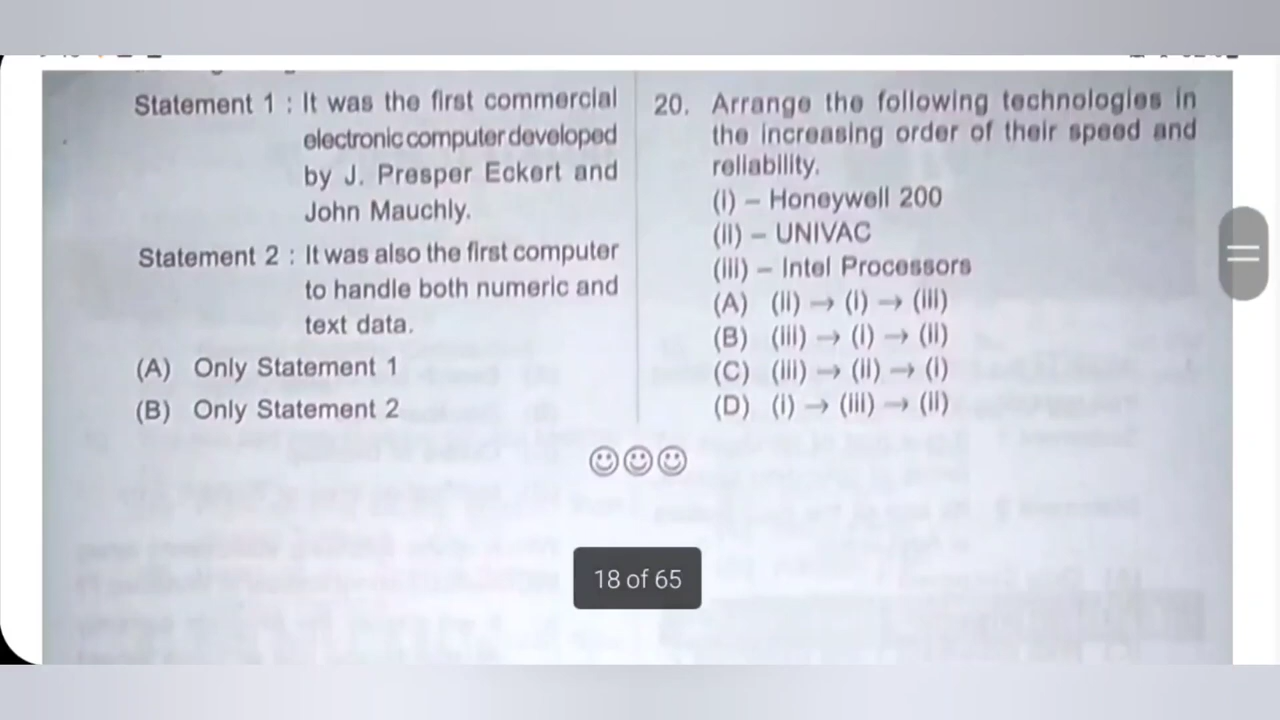 Statement 1 : It was the first commercial
electronic computer developed
by J. Presper Eckert and
John Mauchly.
Statement 2 : It was also the first computer
to handle both numeric and
text data.
(A) Only Statement 1
(B) Only Statement 2
20. Arrange the following technologies in
the increasing order of their speed and
reliability.
(i) – Honeywell 200
(ii) – UNIVAC
(iii) – Intel Processors
(A) (ii) → (i) → (iii)
(B) (iii) → (i) → (ii)
(C) (iii) → (ii) → (i)
(D) (i) → (iii) → (ii)
18 of 65